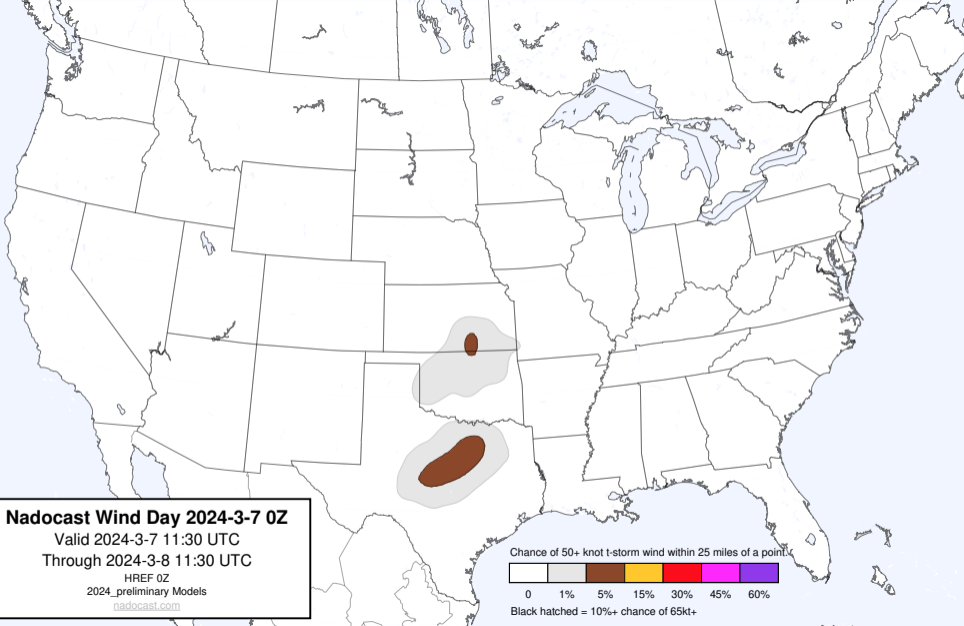 Nadocast Wind Day 2024-3-7 0Z
Valid 2024-3-7 11:30 UTC
Through 2024-3-8 11:30 UTC
HREF 0Z
2024_preliminary Models
nadocast.com
Chance of 50+ knot t-storm wind within 25 miles of a point.
0 1% 5% 15% 30% 45% 60%
Black hatched = 10%+ chance of 65kt+